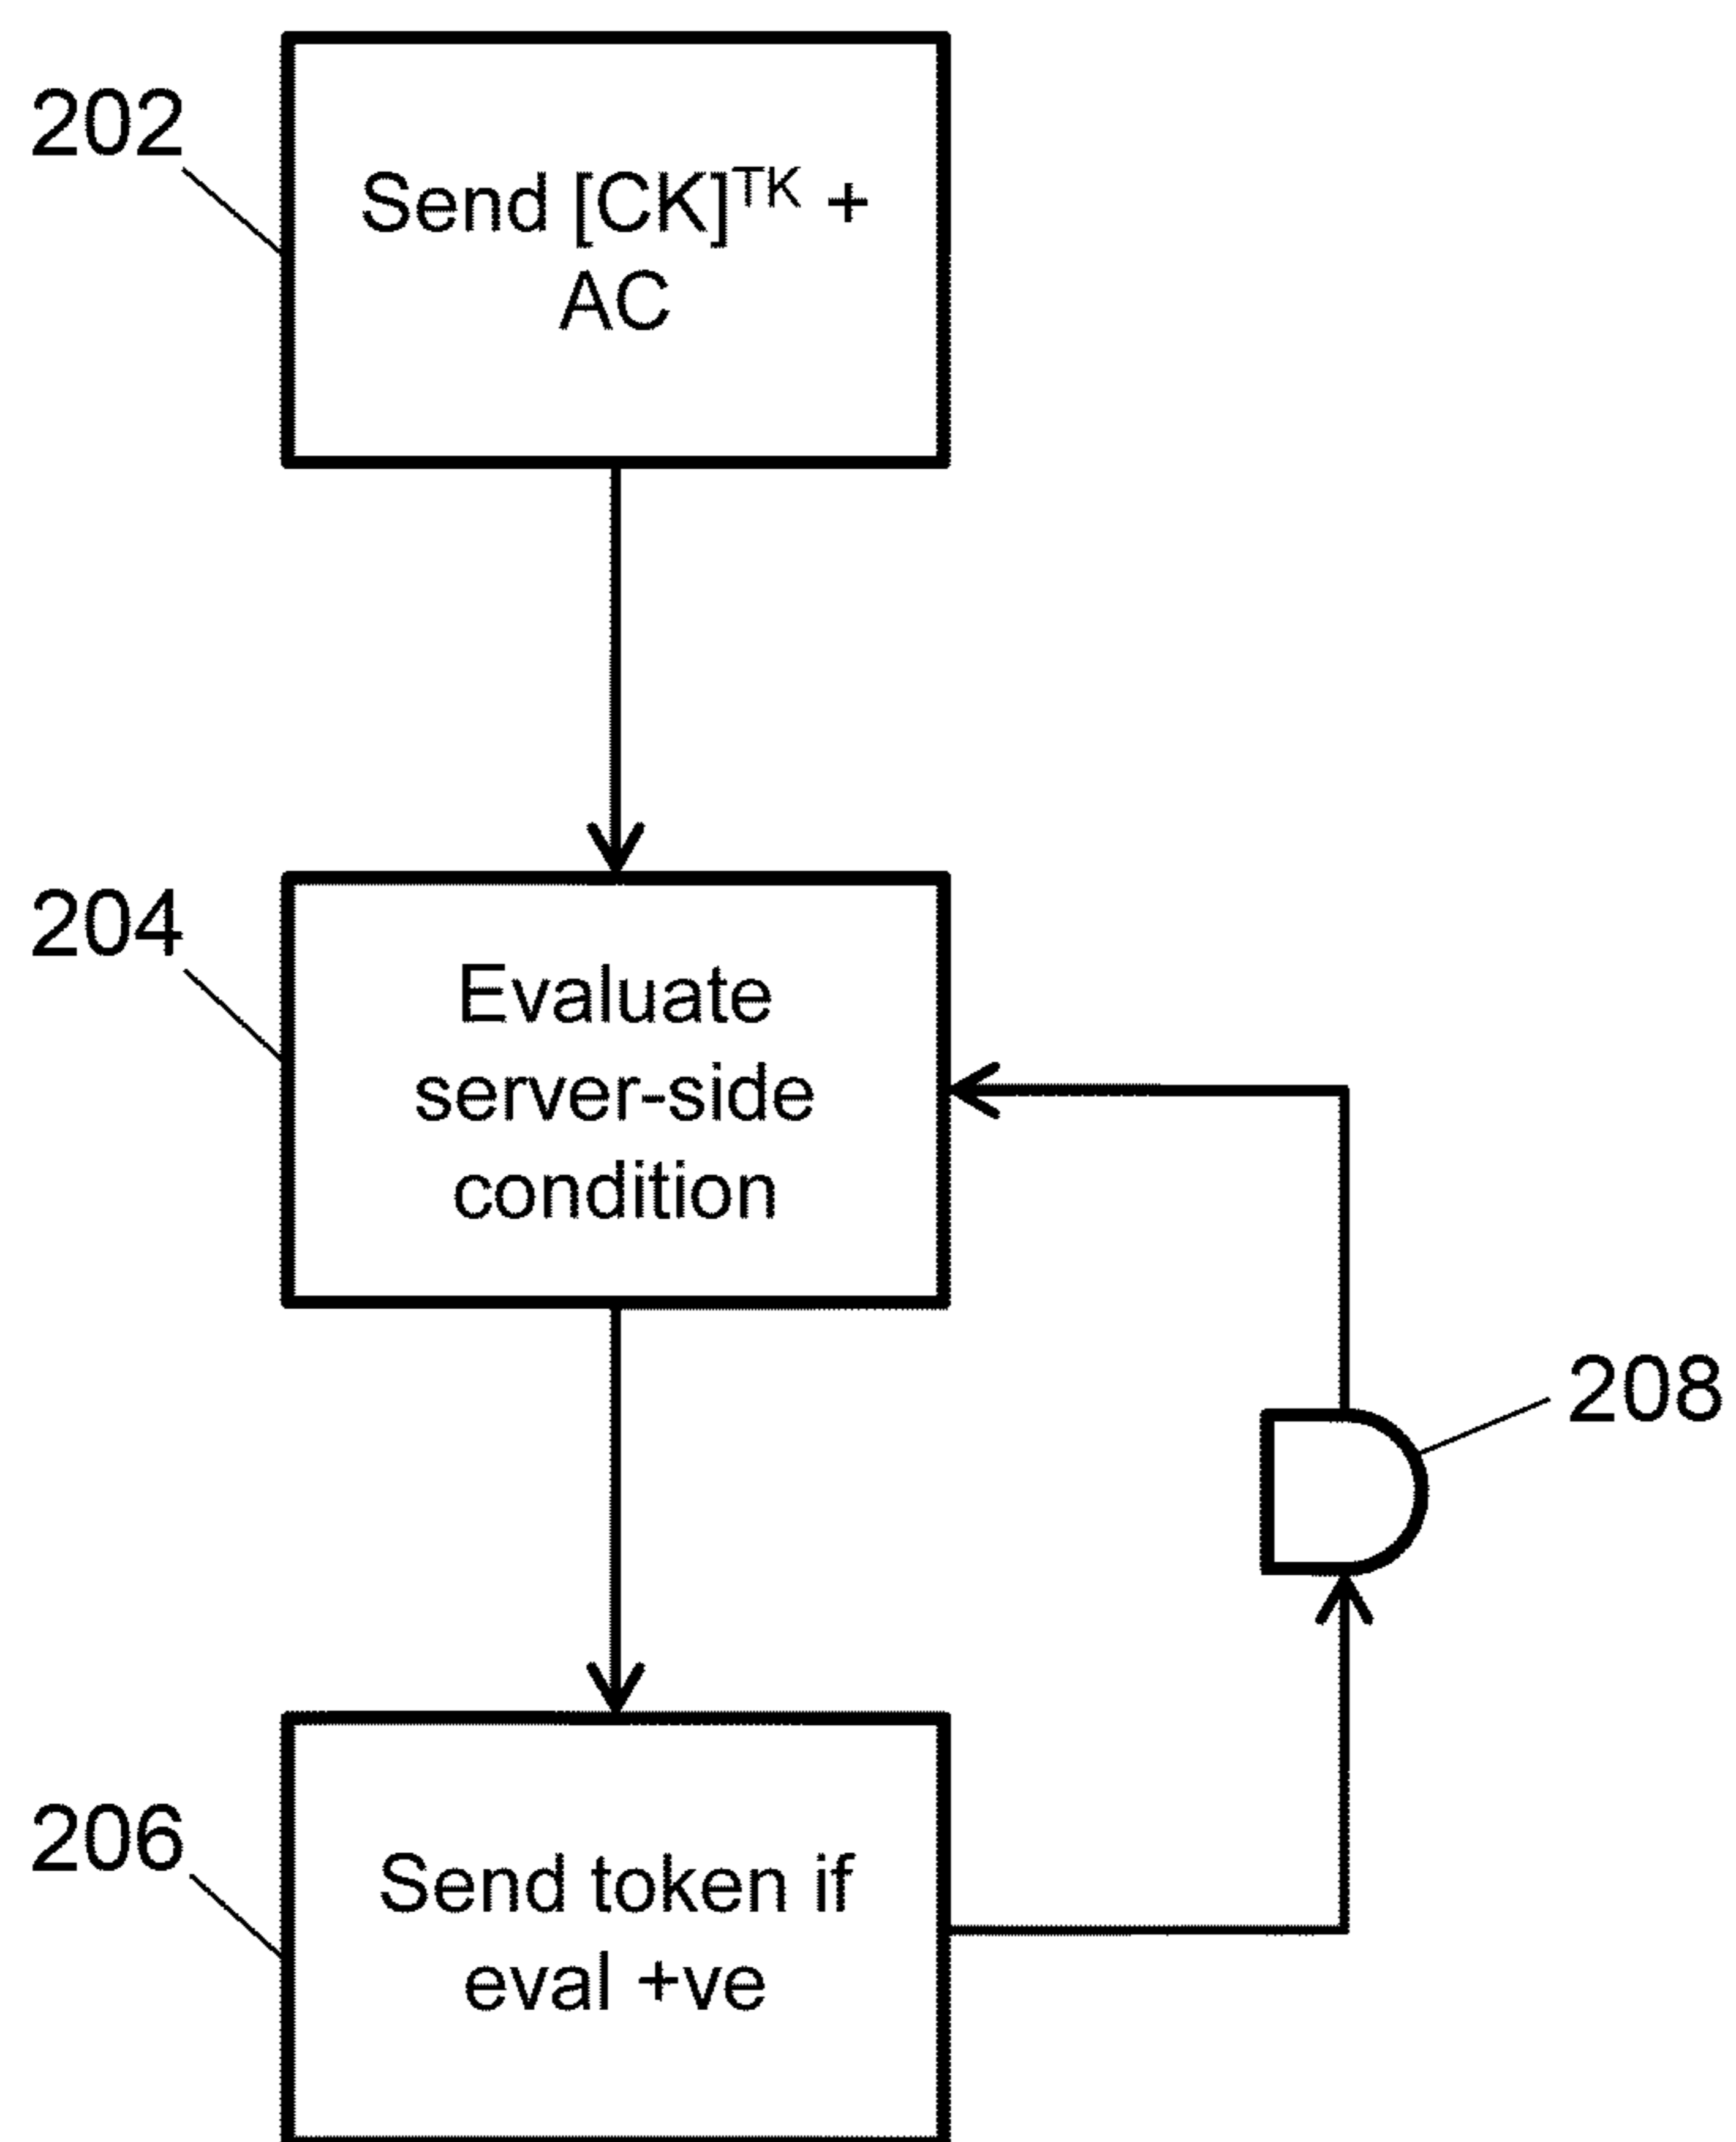 202
Send [CK]^TK +
AC
204
Evaluate
server-side
condition
208
206
Send token if
eval +ve